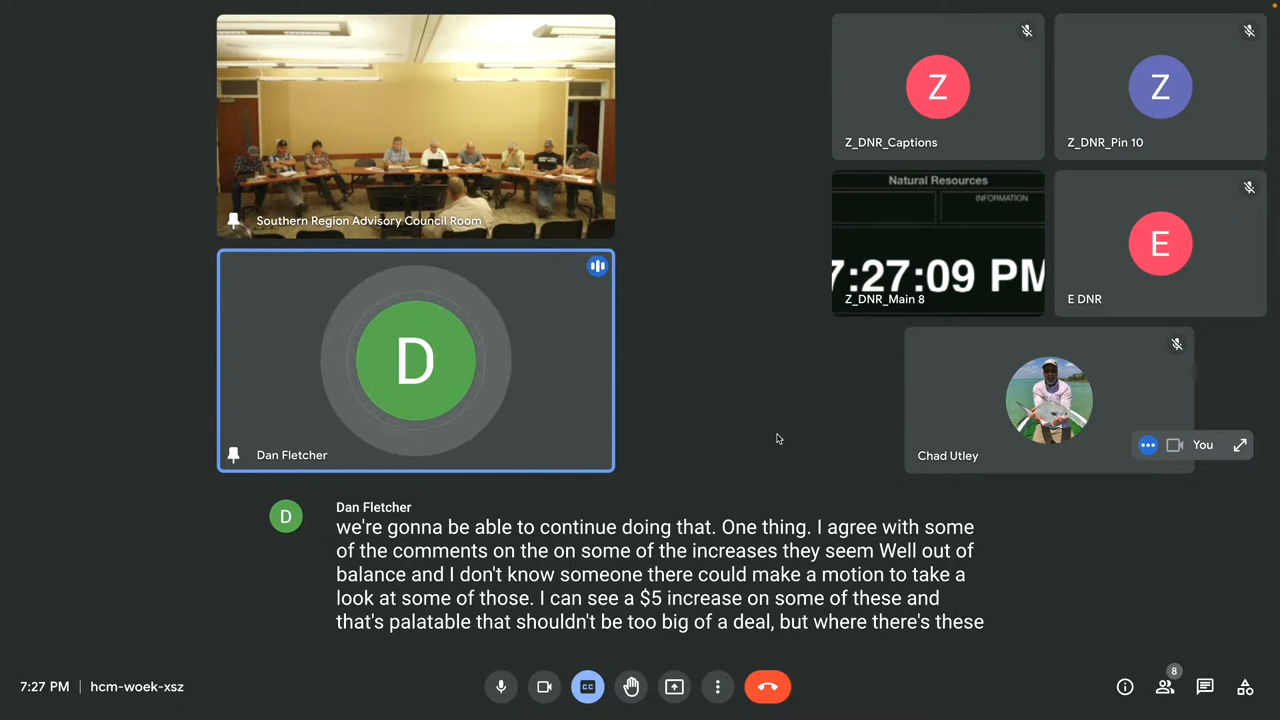 Southern Region Advisory Council Room
Z
Z_DNR_Captions
Z
Z_DNR_Pin 10
Natural Resources
INFORMATION
7:27:09 PM
Z_DNR_Main 8
E
E DNR
D
Dan Fletcher
Chad Utley
You
D
Dan Fletcher
we're gonna be able to continue doing that. One thing. I agree with some
of the comments on the on some of the increases they seem Well out of
balance and I don't know someone there could make a motion to take a
look at some of those. I can see a $5 increase on some of these and
that's palatable that shouldn't be too big of a deal, but where there's these
7:27 PM
hcm-woek-xsz
CC
8